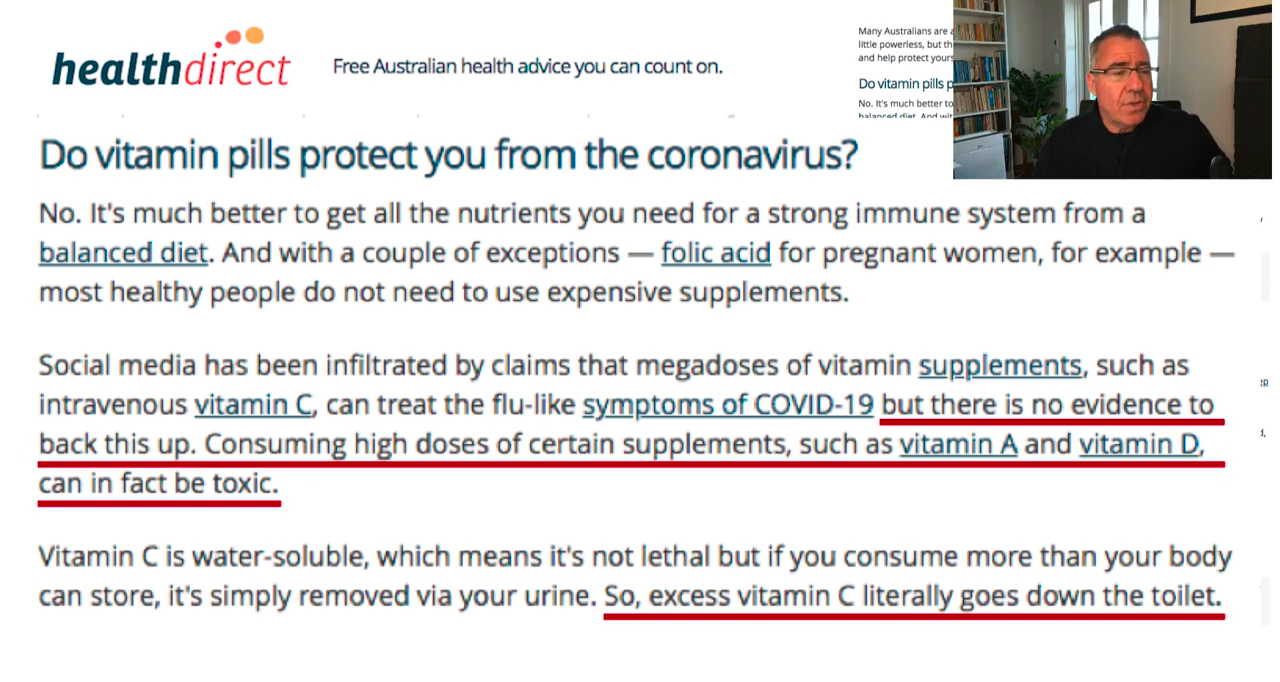 healthdirect
Free Australian health advice you can count on.
Many Australians are
little powerless, but th
and help protect yours
Do vitamin pills p
No. It's much better to
balanced diet. And wit
Do vitamin pills protect you from the coronavirus?
No. It's much better to get all the nutrients you need for a strong immune system from a
balanced diet. And with a couple of exceptions — folic acid for pregnant women, for example —
most healthy people do not need to use expensive supplements.
Social media has been infiltrated by claims that megadoses of vitamin supplements, such as
intravenous vitamin C, can treat the flu-like symptoms of COVID-19 but there is no evidence to
back this up. Consuming high doses of certain supplements, such as vitamin A and vitamin D,
can in fact be toxic.
Vitamin C is water-soluble, which means it's not lethal but if you consume more than your body
can store, it's simply removed via your urine. So, excess vitamin C literally goes down the toilet.